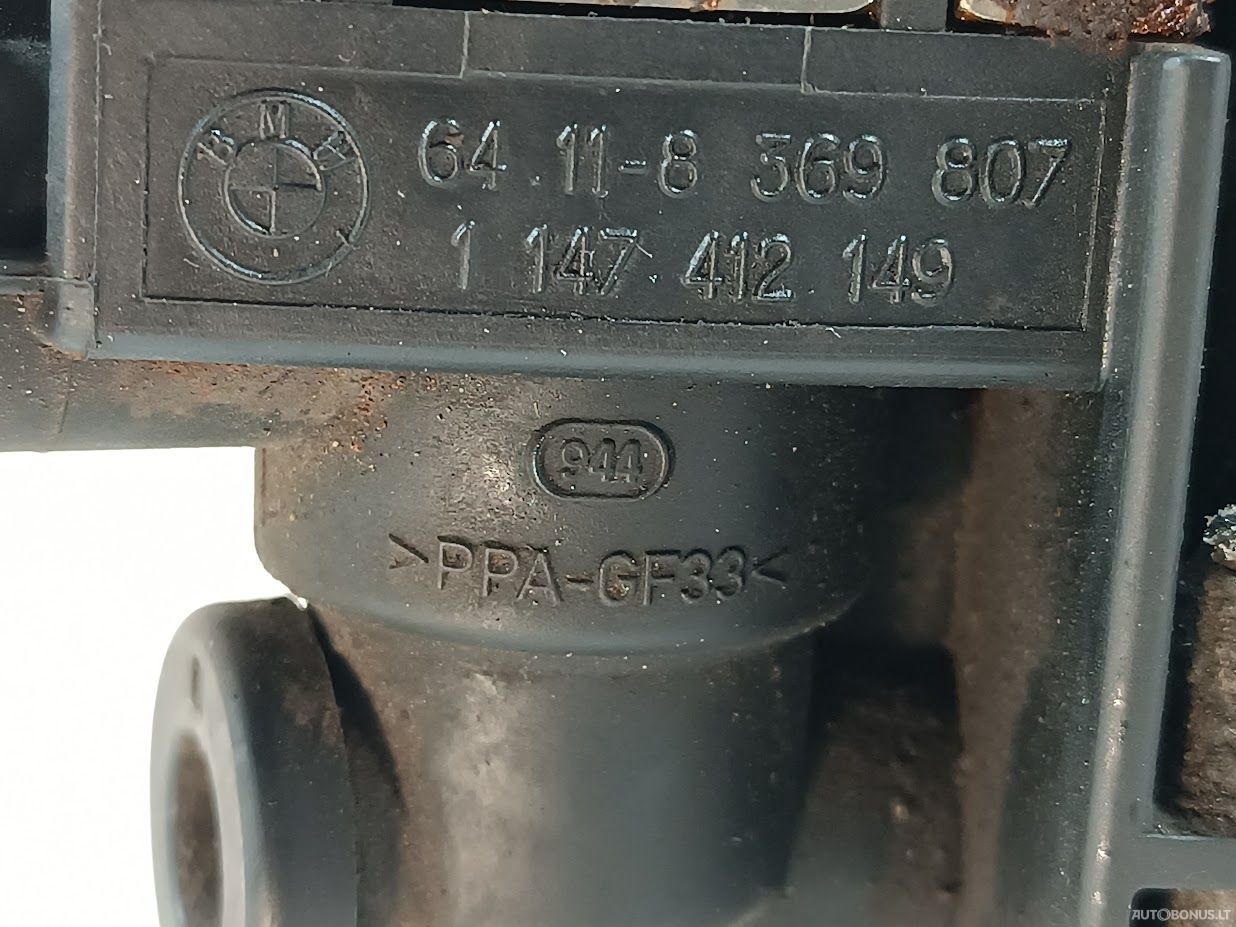 BMW
64.11-8 369 807
1 147 412 149
944
>PPA-GF33<
AUTOBONUS.LT